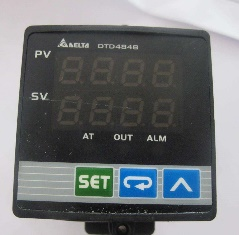 DELTA DTD4848
PV
SV
AT OUT ALM
SET